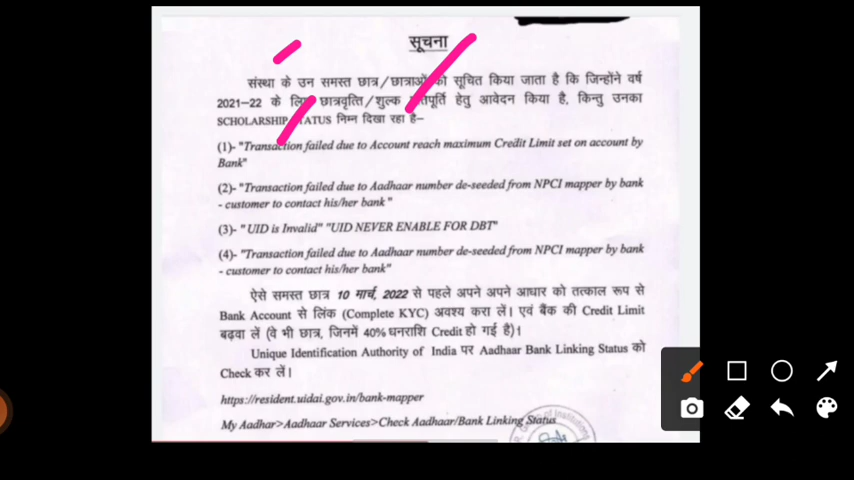 सूचना
संस्था के उन समस्त छात्र/छात्राओं को सूचित किया जाता है कि जिन्होंने वर्ष
2021-22 के लिए छात्रवृत्ति/शुल्क हेतु आवेदन किया है, किन्तु उनका
SCHOLARSHIP STATUS निम्न दिखा रहा है–
(1)- "Transaction failed due to Account reach maximum Credit Limit set on account by
Bank"
(2)- "Transaction failed due to Aadhaar number de-seeded from NPCI mapper by bank
- customer to contact his/her bank "
(3)- " UID is Invalid" "UID NEVER ENABLE FOR DBT"
(4)- "Transaction failed due to Aadhaar number de-seeded from NPCI mapper by bank
- customer to contact his/her bank"
ऐसे समस्त छात्र 10 मार्च, 2022 से पहले अपने अपने आधार को तत्काल रूप से
Bank Account से लिंक (Complete KYC) अवश्य करा लें। एवं बैंक की Credit Limit
बढ़वा लें (वे भी छात्र, जिनमें 40% धनराशि Credit हो गई है)।
Unique Identification Authority of India पर Aadhaar Bank Linking Status को
Check कर लें।
https://resident.uidai.gov.in/bank-mapper
My Aadhar>Aadhaar Services>Check Aadhaar/Bank Linking Status
of Institutions